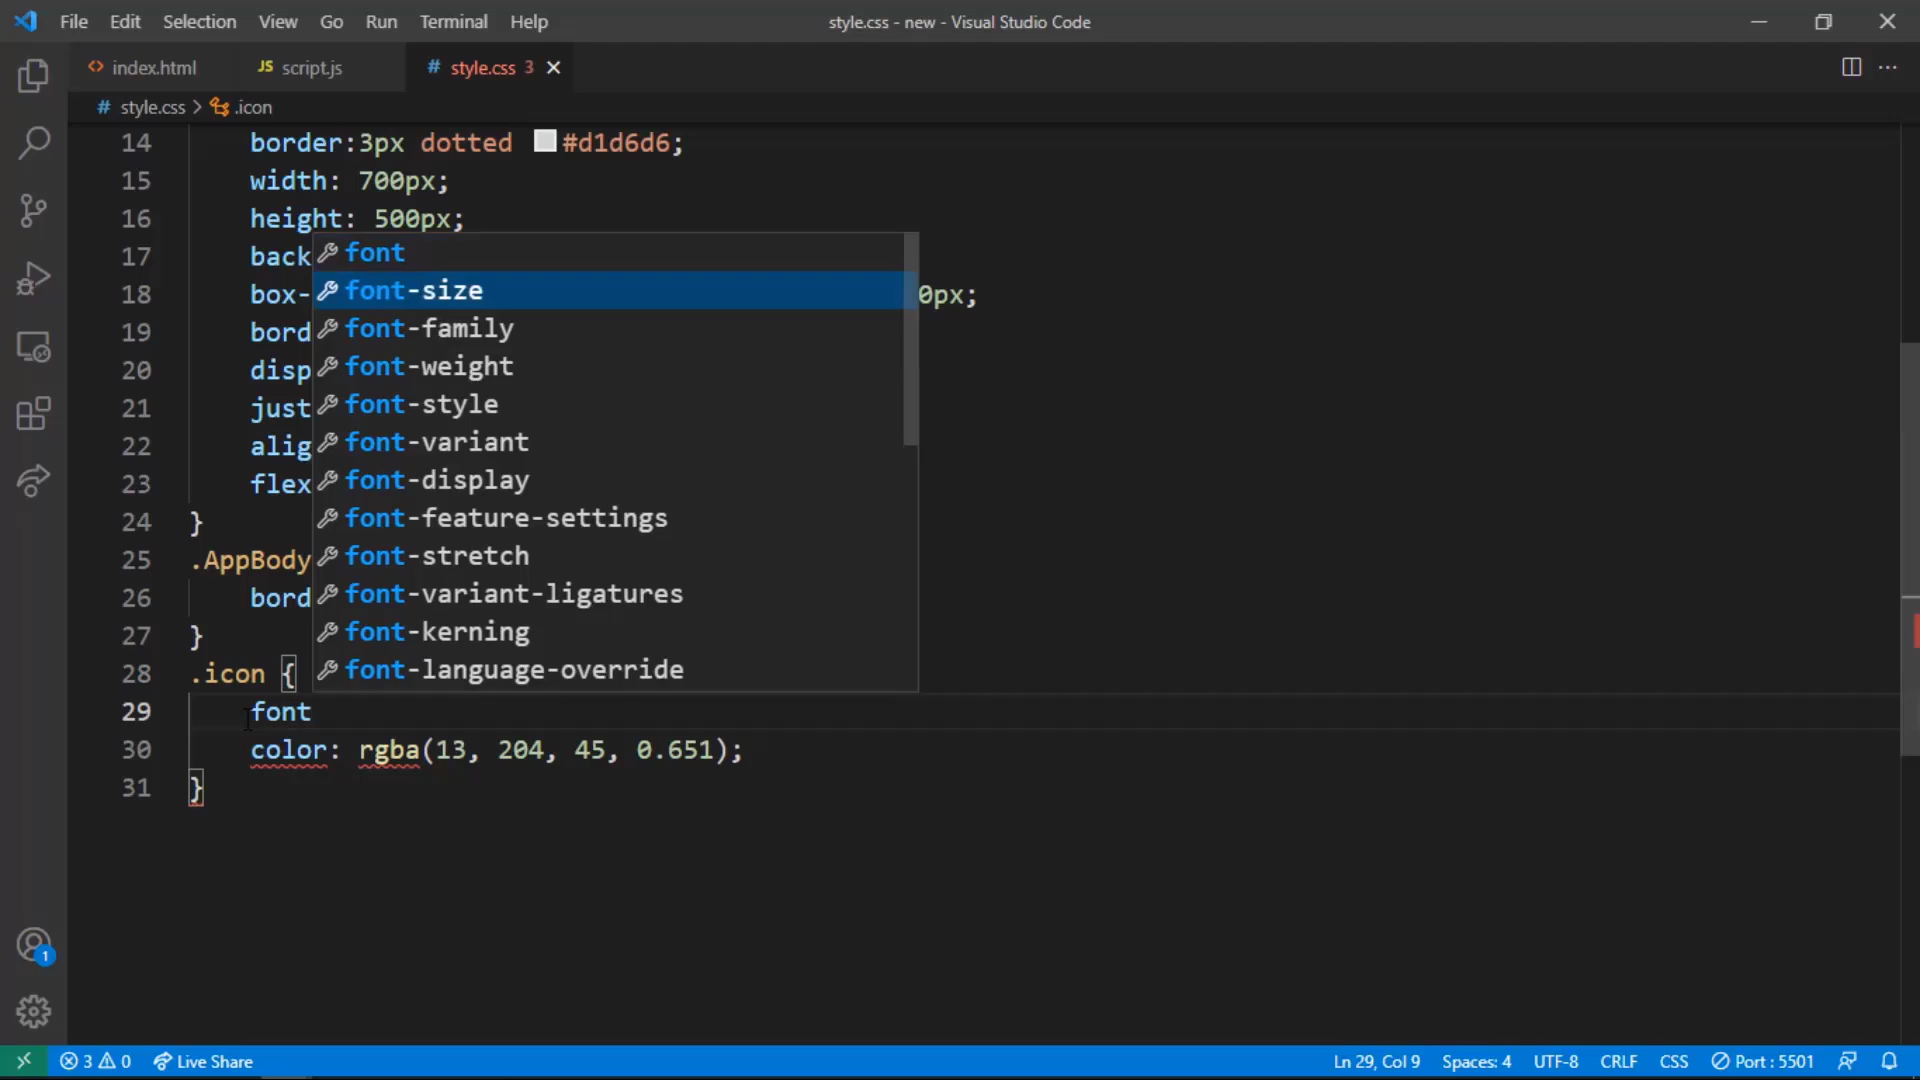 File Edit Selection View Go Run Terminal Help style.css - new - Visual Studio Code
<> index.html JS script.js # style.css 3
# style.css > .icon
14 border:3px dotted #d1d6d6;
15 width: 700px;
16 height: 500px;
17 back
font
18 box- 0px;
font-size
19 bord
font-family
20 disp
font-weight
21 just
font-style
22 alig
font-variant
23 flex
font-display
24 }
font-feature-settings
25 .AppBody
font-stretch
26 bord
font-variant-ligatures
27 }
font-kerning
28 .icon {
font-language-override
29 font
30 color: rgba(13, 204, 45, 0.651);
31 }
1
3 0 Live Share Ln 29, Col 9 Spaces: 4 UTF-8 CRLF CSS Port : 5501